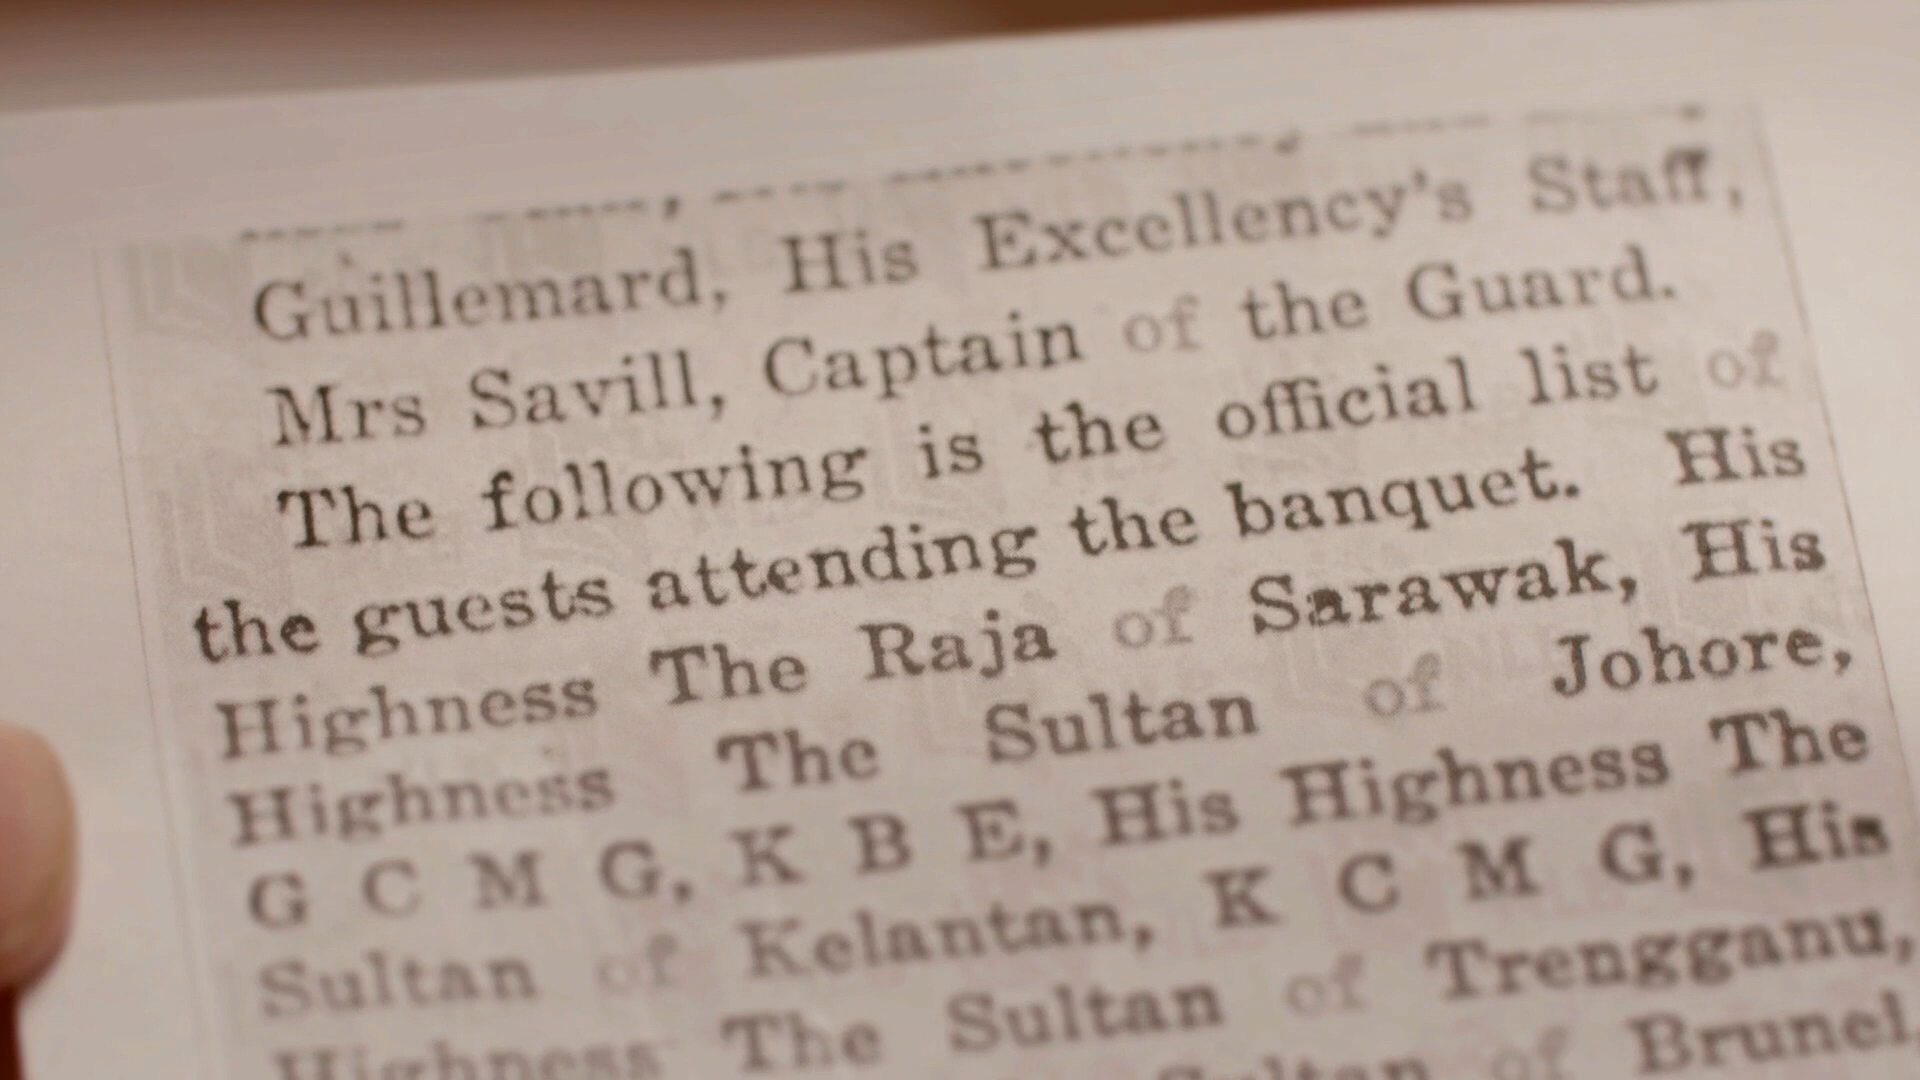 Guillemard, His Excellency's Staff,
Mrs Savill, Captain of the Guard.
The following is the official list of
the guests attending the banquet. His
Highness The Raja of Sarawak, His
Highness The Sultan of Johore,
G C M G, K B E, His Highness The
Sultan of Kelantan, K C M G, His
Highness The Sultan of Trengganu,
Sultan of Brunei,